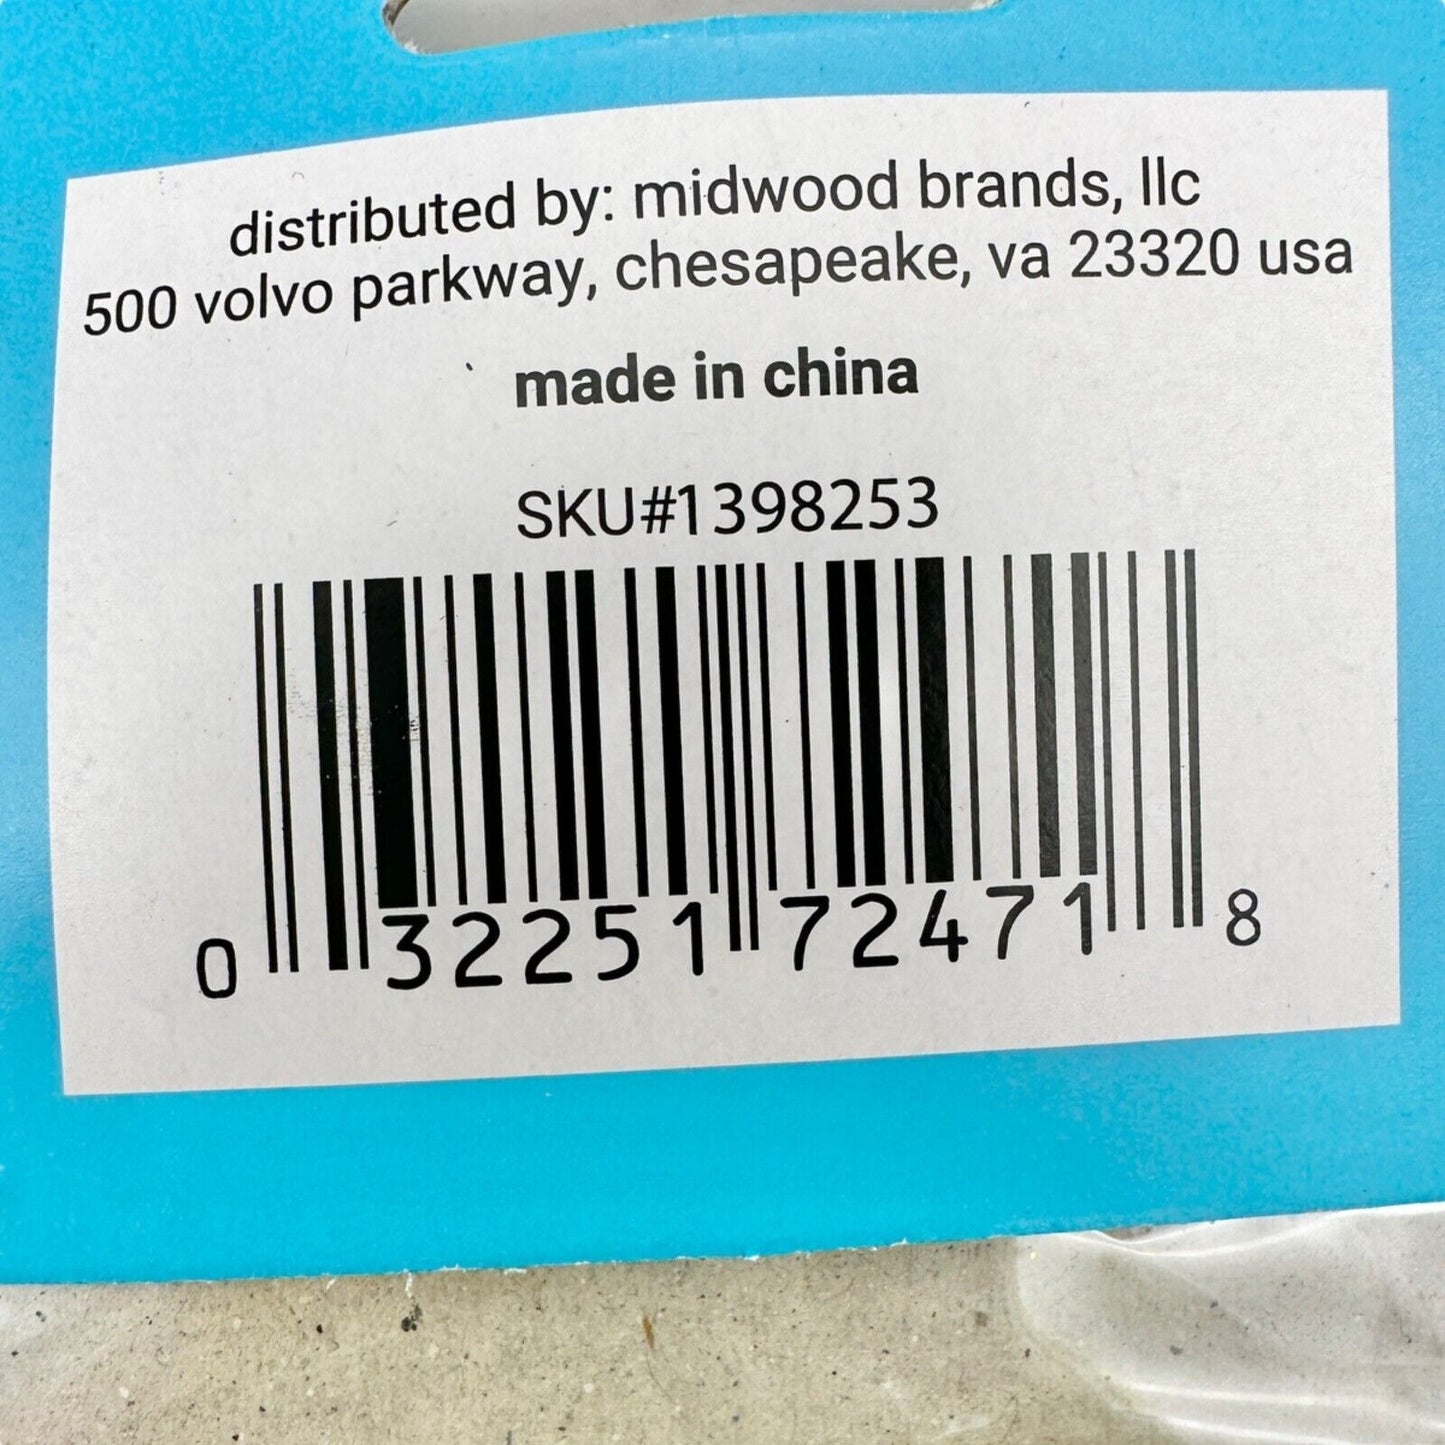 distributed by: midwood brands, llc
500 volvo parkway, chesapeake, va 23320 usa
made in china
SKU#1398253
0 32251 72471 8